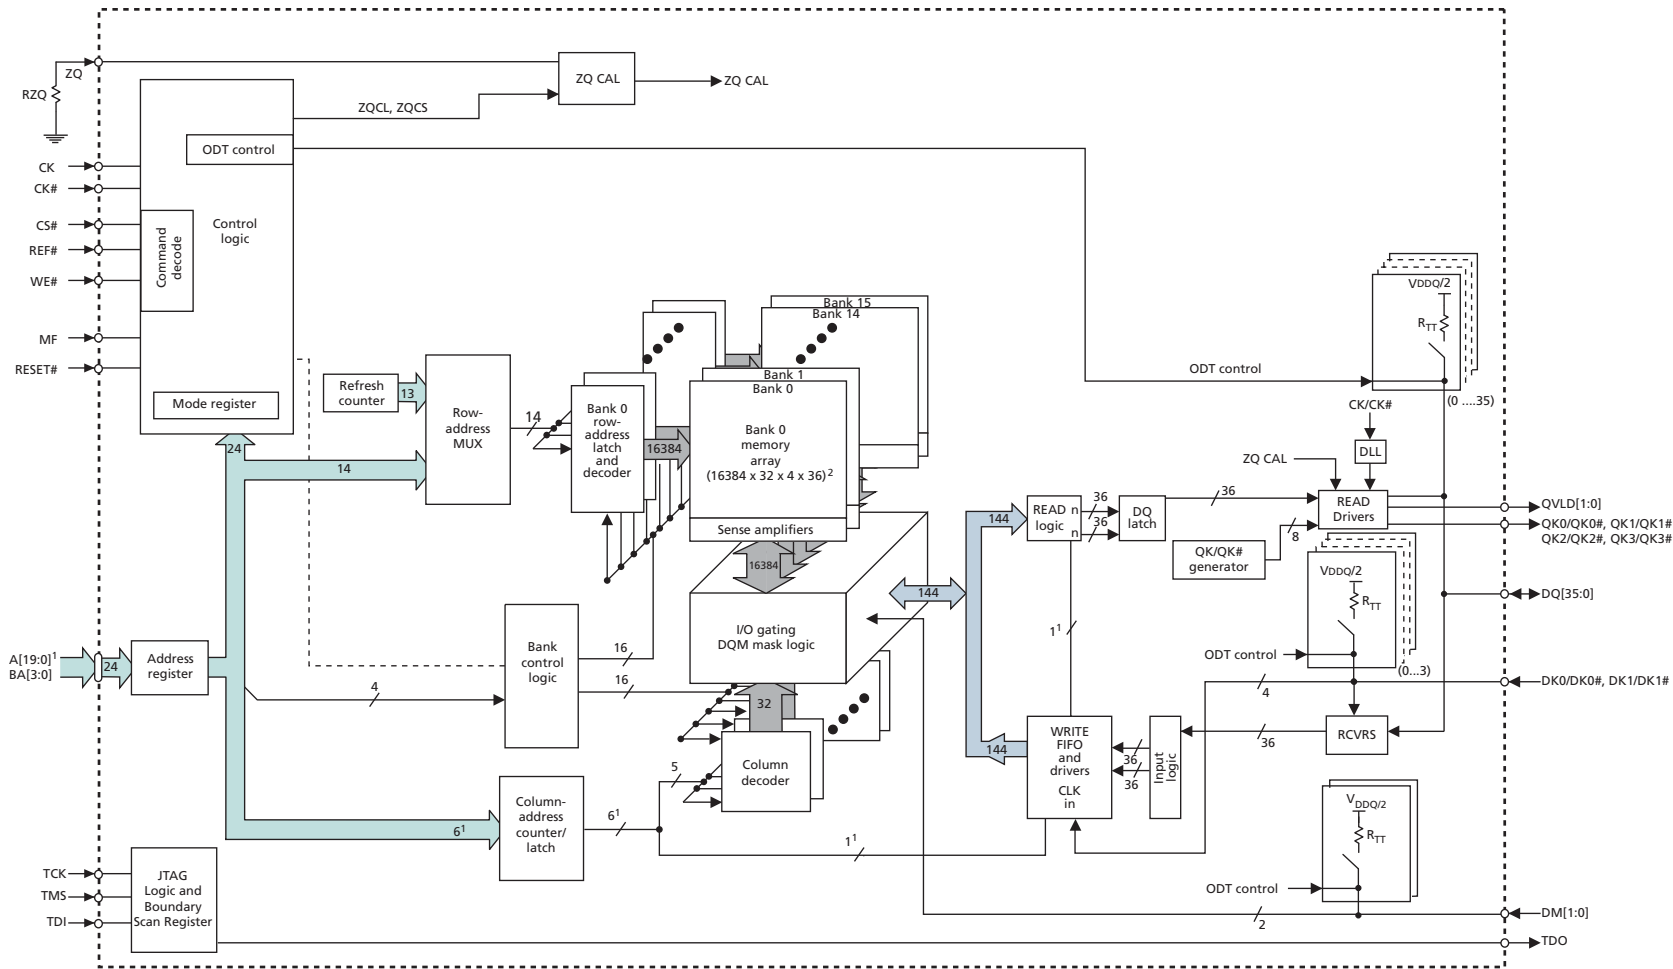 ZQ
RZQ
ZQ CAL
ZQ CAL
ZQCL, ZQCS
ODT control
CK
CK#
CS#
REF#
WE#
MF
RESET#
Command
decode
Control
logic
Mode register
24
14
Refresh
counter
13
Row-
address
MUX
14
Bank 0
row-
address
latch
and
decoder
16384
Bank 15
Bank 14
Bank 1
Bank 0
Bank 0
memory
array
(16384 x 32 x 4 x 36)²
Sense amplifiers
16384
I/O gating
DQM mask logic
144
144
144
32
Column
decoder
5
A[19:0]¹
BA[3:0]
24
Address
register
4
Bank
control
logic
16
16
6¹
Column-
address
counter/
latch
6¹
1¹
1¹
READ
logic
n
n
36
36
DQ
latch
36
ZQ CAL
CK/CK#
DLL
READ
Drivers
QK/QK#
generator
8
ODT control
VDDQ/2
RTT
(0 ....35)
QVLD[1:0]
QK0/QK0#, QK1/QK1#
QK2/QK2#, QK3/QK3#
VDDQ/2
RTT
ODT control
(0...3)
DQ[35:0]
DK0/DK0#, DK1/DK1#
4
RCVRS
36
Input
logic
36
36
WRITE
FIFO
and
drivers
CLK
in
VDDQ/2
RTT
ODT control
2
DM[1:0]
TCK
TMS
TDI
JTAG
Logic and
Boundary
Scan Register
TDO